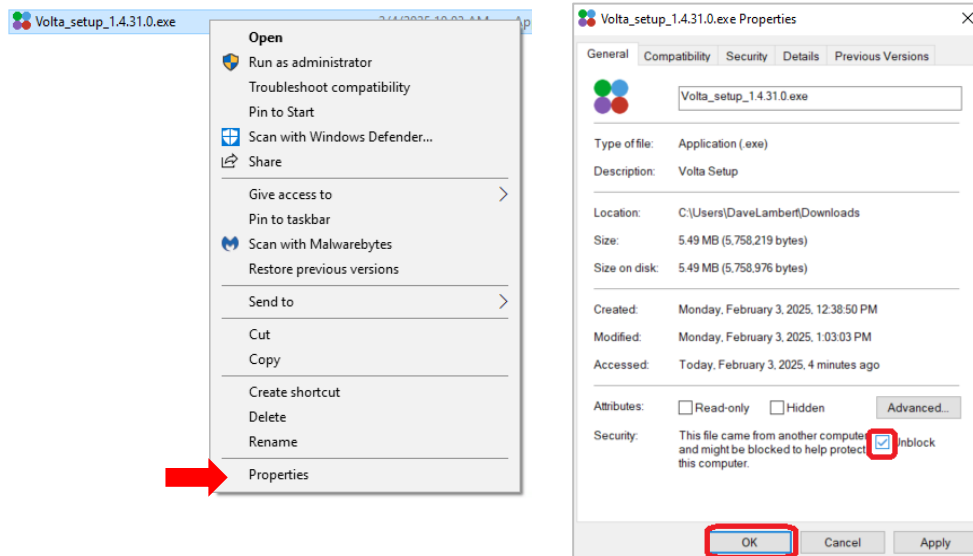 Volta_setup_1.4.31.0.exe
Open
Run as administrator
Troubleshoot compatibility
Pin to Start
Scan with Windows Defender...
Share
Give access to
Pin to taskbar
Scan with Malwarebytes
Restore previous versions
Send to
Cut
Copy
Create shortcut
Delete
Rename
Properties
Volta_setup_1.4.31.0.exe Properties
General Compatibility Security Details Previous Versions
Volta_setup_1.4.31.0.exe
Type of file: Application (.exe)
Description: Volta Setup
Location: C:\Users\DaveLambert\Downloads
Size: 5.49 MB (5,758,219 bytes)
Size on disk: 5.49 MB (5,758,976 bytes)
Created: Monday, February 3, 2025, 12:38:50 PM
Modified: Monday, February 3, 2025, 1:03:03 PM
Accessed: Today, February 3, 2025, 4 minutes ago
Attributes: Read-only Hidden Advanced...
Security: This file came from another computer
and might be blocked to help protect
this computer.
Unblock
OK Cancel Apply